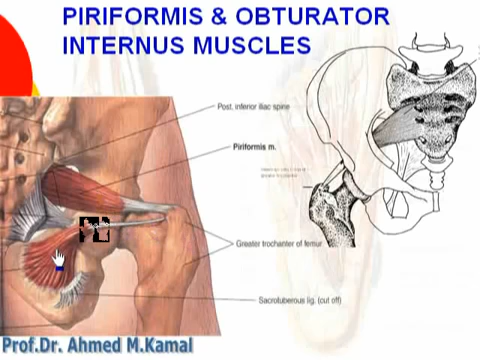 PIRIFORMIS & OBTURATOR
INTERNUS MUSCLES
Post. inferior iliac spine
Piriformis m.
Greater trochanter of femur
Sacrotuberous lig. (cut off)
Prof.Dr. Ahmed M.Kamal